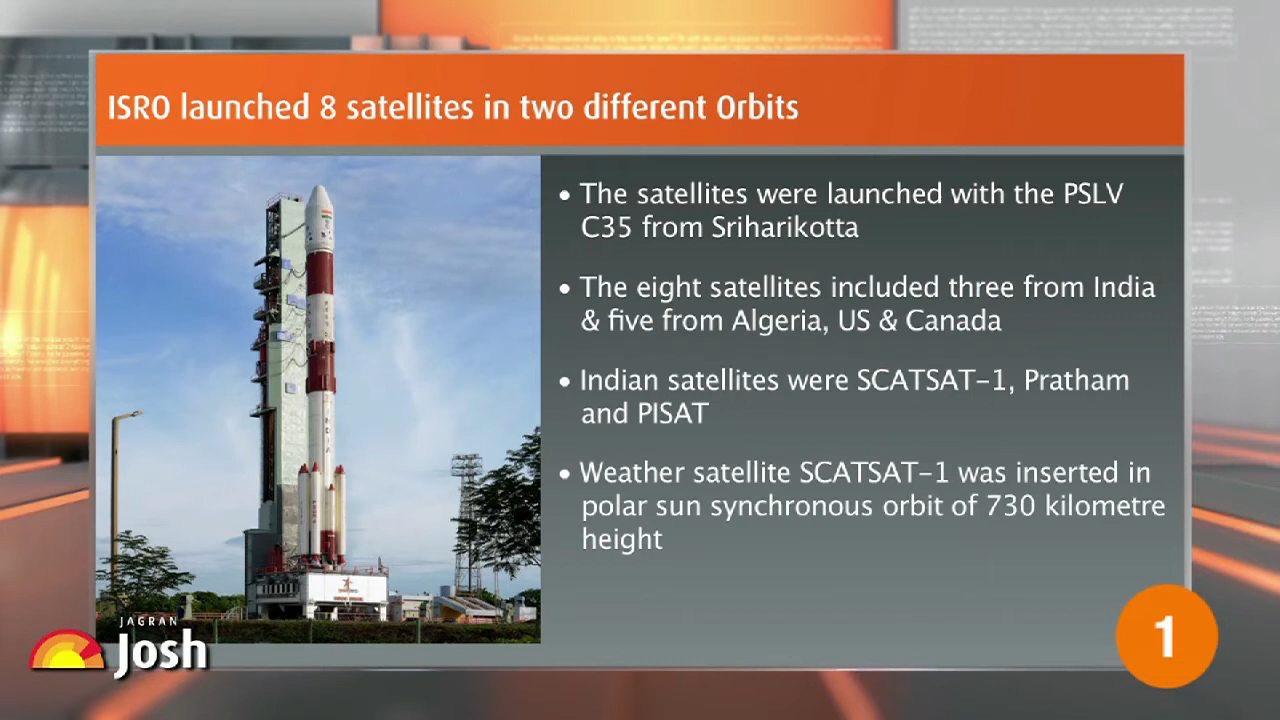 ISRO launched 8 satellites in two different Orbits
• The satellites were launched with the PSLV
C35 from Sriharikotta
• The eight satellites included three from India
& five from Algeria, US & Canada
• Indian satellites were SCATSAT-1, Pratham
and PISAT
• Weather satellite SCATSAT-1 was inserted in
polar sun synchronous orbit of 730 kilometre
height
JAGRAN
Josh
1